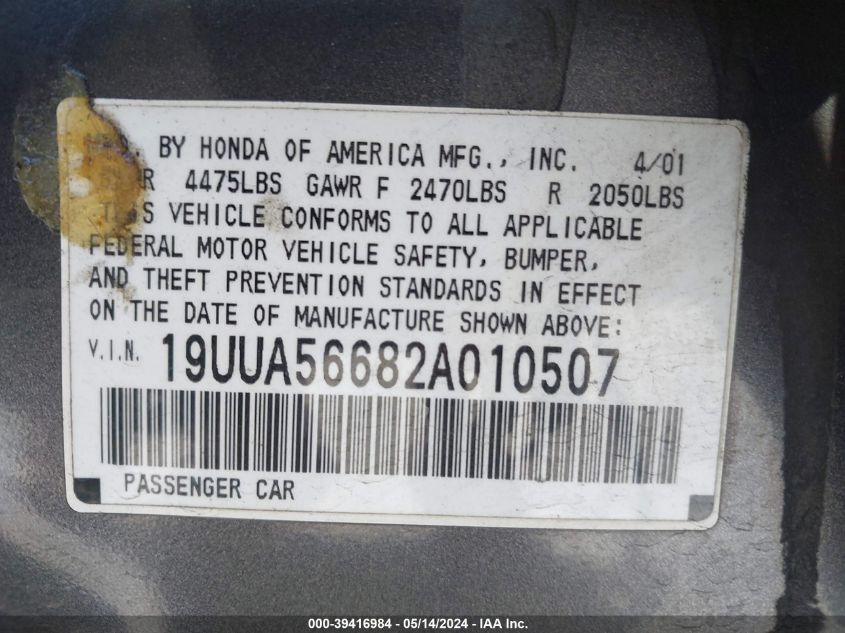 BY HONDA OF AMERICA MFG., INC. 4/01
4475LBS GAWR F 2470LBS R 2050LBS
THIS VEHICLE CONFORMS TO ALL APPLICABLE
FEDERAL MOTOR VEHICLE SAFETY, BUMPER,
AND THEFT PREVENTION STANDARDS IN EFFECT
ON THE DATE OF MANUFACTURE SHOWN ABOVE:
V.I.N. 19UUA56682A010507
PASSENGER CAR
000-39416984 - 05/14/2024 - IAA Inc.